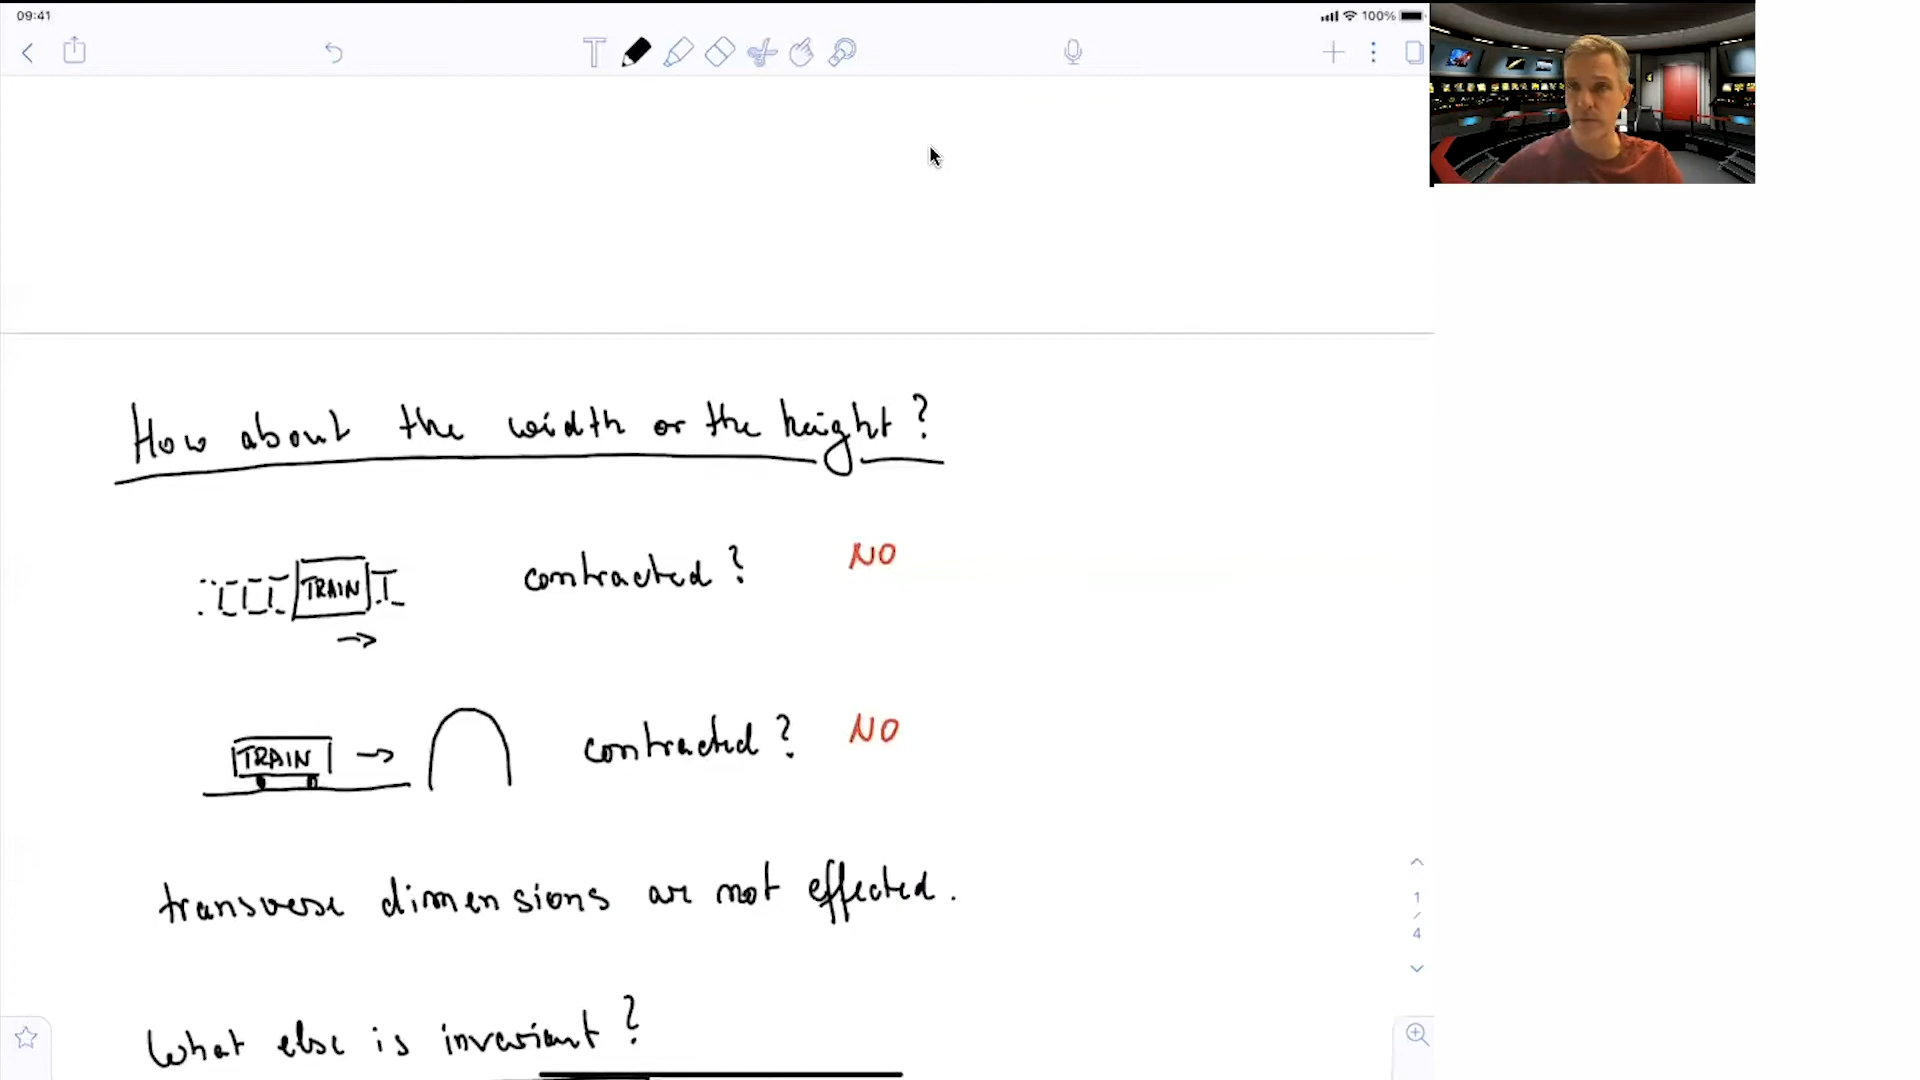 09:41
100%
T
How about the width or the height?
TRAIN
contracted?
NO
TRAIN
contracted?
NO
transverse dimensions are not effected.
1
/
4
What else is invariant?